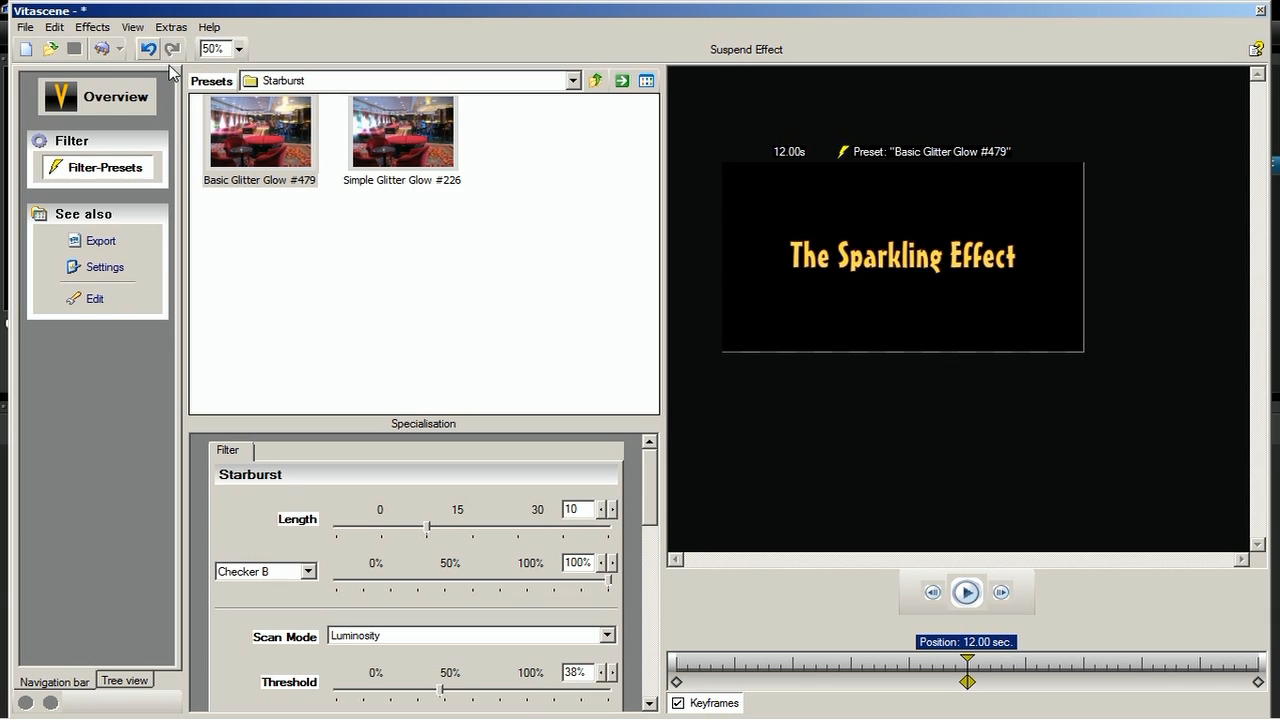 Vitascene - *
File Edit Effects View Extras Help
50%
Suspend Effect
Overview
Filter
Filter-Presets
See also
Export
Settings
Edit
Navigation bar Tree view
Presets Starburst
Basic Glitter Glow #479 Simple Glitter Glow #226
Specialisation
Filter
Starburst
Length 0 15 30 10
Checker B 0% 50% 100% 100%
Scan Mode Luminosity
Threshold 0% 50% 100% 38%
12.00s Preset: "Basic Glitter Glow #479"
The Sparkling Effect
Position: 12.00 sec.
Keyframes